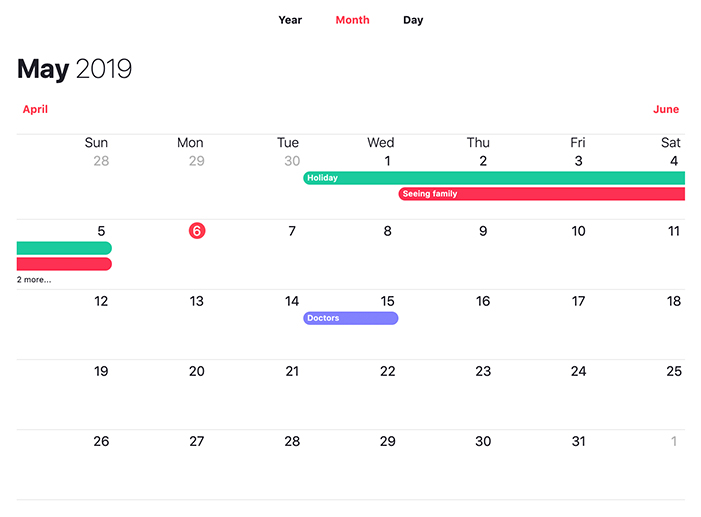 Year Month Day
May 2019
April June
Sun Mon Tue Wed Thu Fri Sat
28 29 30 1 2 3 4
Holiday
Seeing family
5 6 7 8 9 10 11
2 more...
12 13 14 15 16 17 18
Doctors
19 20 21 22 23 24 25
26 27 28 29 30 31 1